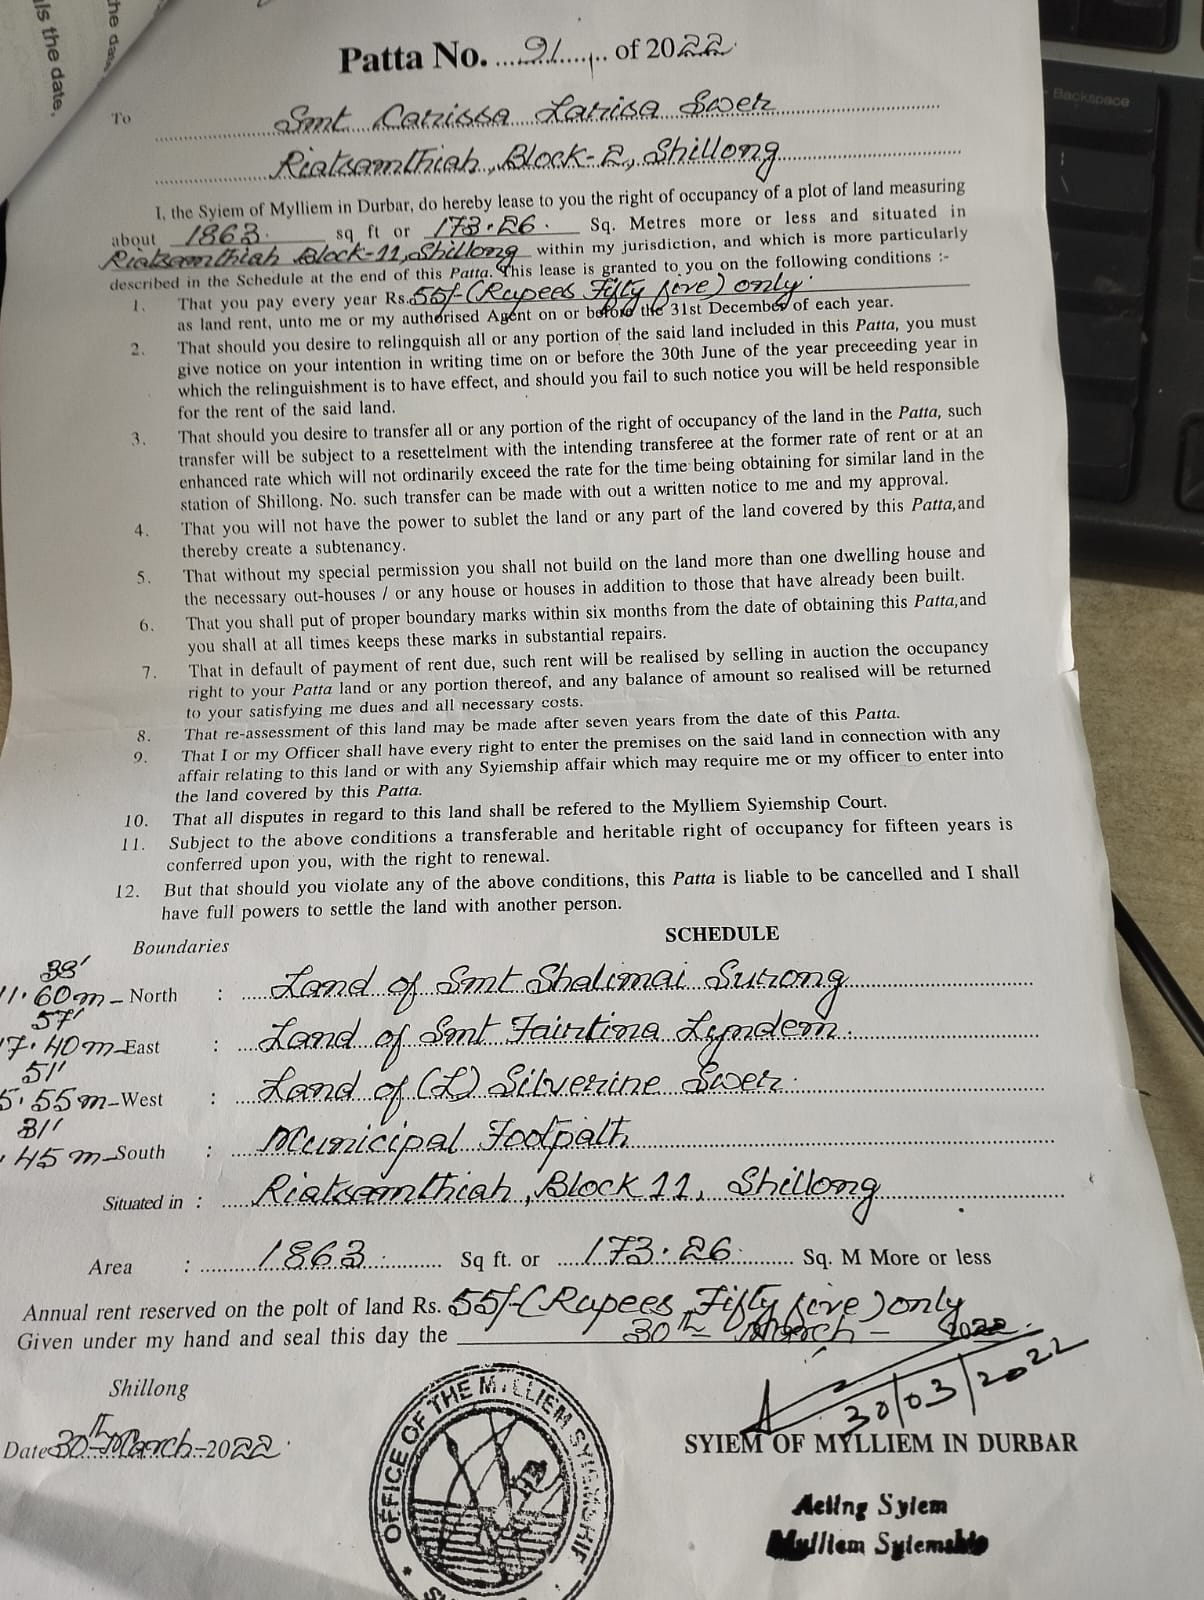 ls the date,
the date
Backspace
Patta No. 91 of 2022.
To Smt Carissa Larisa Swer
Riatsamthiah, Block-2, Shillong
I, the Syiem of Mylliem in Durbar, do hereby lease to you the right of occupancy of a plot of land measuring
about 1863. sq ft or 173.26. Sq. Metres more or less and situated in
Riatsamthiah Block-11, Shillong within my jurisdiction, and which is more particularly
described in the Schedule at the end of this Patta. This lease is granted to you on the following conditions :-
1. That you pay every year Rs. 55/- (Rupees Fifty five) only.
as land rent, unto me or my authorised Agent on or before the 31st December of each year.
2. That should you desire to relingquish all or any portion of the said land included in this Patta, you must
give notice on your intention in writing time on or before the 30th June of the year preceeding year in
which the relinguishment is to have effect, and should you fail to such notice you will be held responsible
for the rent of the said land.
3. That should you desire to transfer all or any portion of the right of occupancy of the land in the Patta, such
transfer will be subject to a resettelment with the intending transferee at the former rate of rent or at an
enhanced rate which will not ordinarily exceed the rate for the time being obtaining for similar land in the
station of Shillong. No. such transfer can be made with out a written notice to me and my approval.
4. That you will not have the power to sublet the land or any part of the land covered by this Patta,and
thereby create a subtenancy.
5. That without my special permission you shall not build on the land more than one dwelling house and
the necessary out-houses / or any house or houses in addition to those that have already been built.
6. That you shall put of proper boundary marks within six months from the date of obtaining this Patta,and
you shall at all times keeps these marks in substantial repairs.
7. That in default of payment of rent due, such rent will be realised by selling in auction the occupancy
right to your Patta land or any portion thereof, and any balance of amount so realised will be returned
to your satisfying me dues and all necessary costs.
8. That re-assessment of this land may be made after seven years from the date of this Patta.
9. That I or my Officer shall have every right to enter the premises on the said land in connection with any
affair relating to this land or with any Syiemship affair which may require me or my officer to enter into
the land covered by this Patta.
10. That all disputes in regard to this land shall be refered to the Mylliem Syiemship Court.
11. Subject to the above conditions a transferable and heritable right of occupancy for fifteen years is
conferred upon you, with the right to renewal.
12. But that should you violate any of the above conditions, this Patta is liable to be cancelled and I shall
have full powers to settle the land with another person.
SCHEDULE
Boundaries
38'
11.60m - North : Land of Smt Shalimai Surong
57'
17.40m - East : Land of Smt Fairtina Lyndem.
51'
5.55m - West : Land of (L) Silverine Swer.
31'
.45m - South : Municipal Footpath
Situated in : Riatsamthiah, Block 11, Shillong
Area : 1863. Sq ft. or 173.26. Sq. M More or less
Annual rent reserved on the polt of land Rs. 55/- (Rupees Fifty five) only
Given under my hand and seal this day the 30th March - 2022.
30/03/2022
Shillong
Date 30th March-2022.
SYIEM OF MYLLIEM IN DURBAR
OFFICE OF THE MYLLIEM SYIEMSHIP
Acting Syiem
Mylliem Syiemship